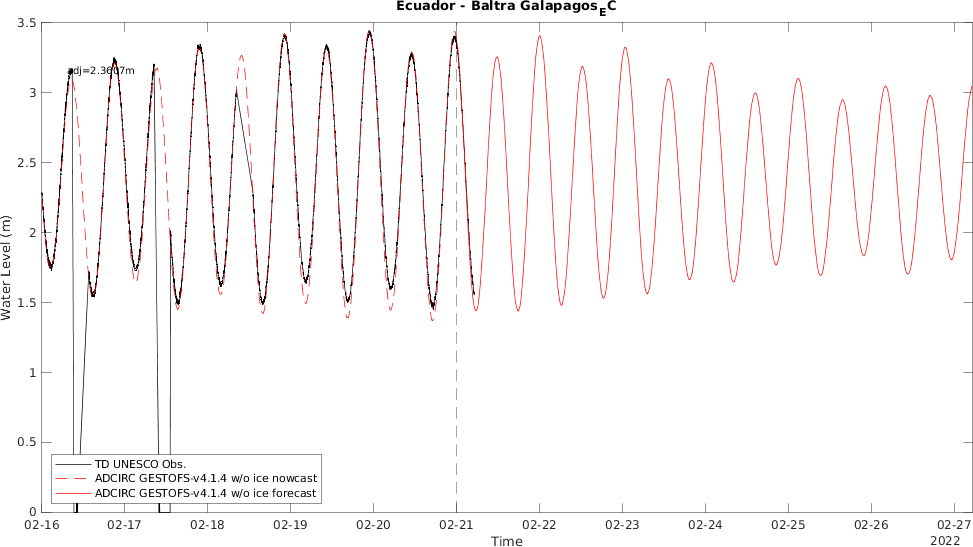 Ecuador - Baltra Galapagos_EC
3.5
adj=2.3607m
3
2.5
2
Water Level (m)
1.5
1
0.5
0
TD UNESCO Obs.
ADCIRC GESTOFS-v4.1.4 w/o ice nowcast
ADCIRC GESTOFS-v4.1.4 w/o ice forecast
02-16 02-17 02-18 02-19 02-20 02-21 02-22 02-23 02-24 02-25 02-26 02-27
Time 2022